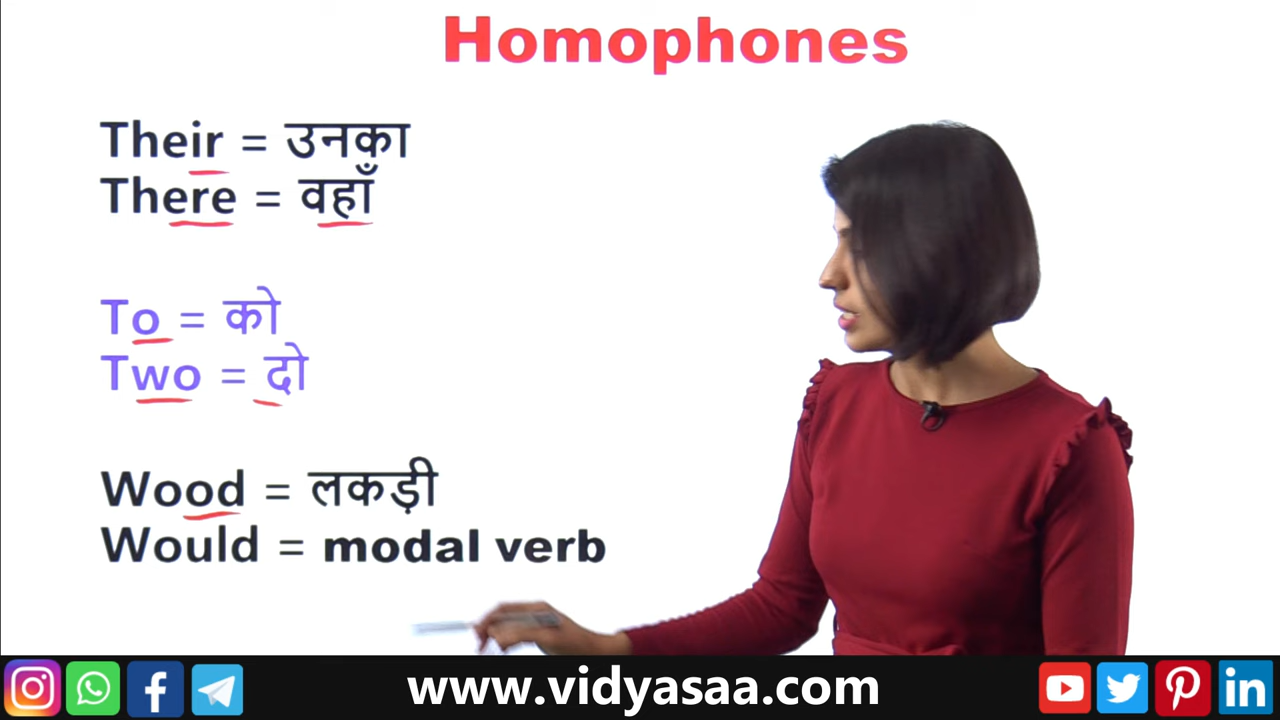 Homophones
Their = उनका
There = वहाँ
To = को
Two = दो
Wood = लकड़ी
Would = modal verb
www.vidyasaa.com